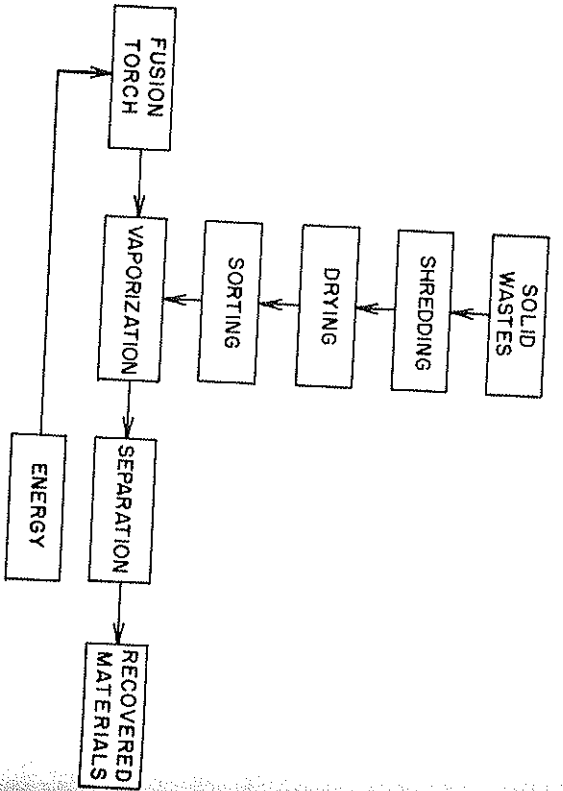 SOLID
WASTES
SHREDDING
DRYING
SORTING
FUSION
TORCH
VAPORIZATION
SEPARATION
RECOVERED
MATERIALS
ENERGY